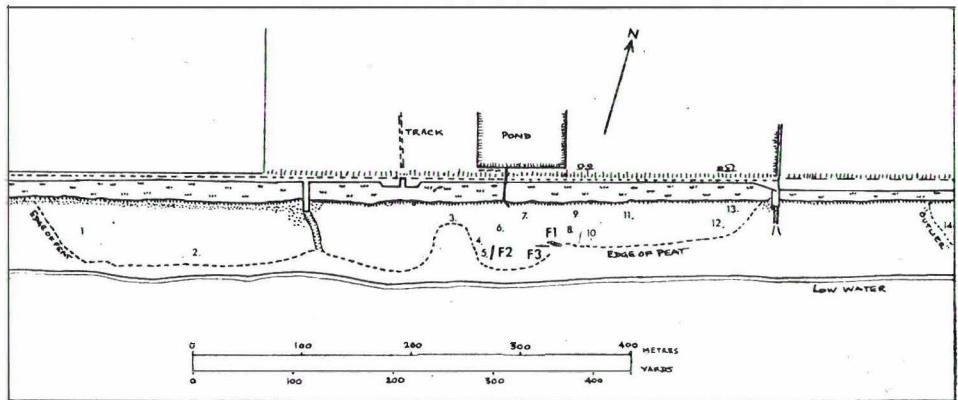 N
TRACK
POND
EDGE OF PEAT
1
2.
3.
4.
5.
F2
6.
7.
F3
F1
8.
9
10
11.
12.
13.
EDGE OF PEAT
OUTLIER
14.
LOW WATER
0 100 200 300 400 METRES
0 100 200 300 400 YARDS